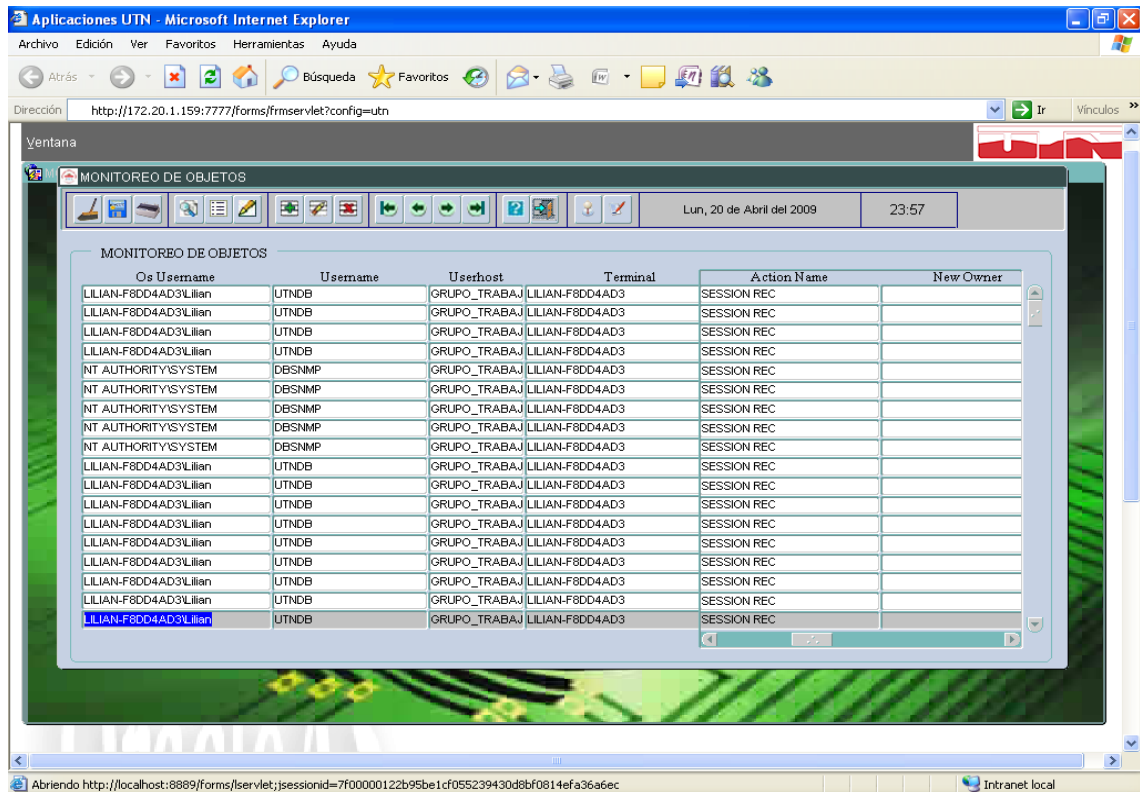 Aplicaciones UTN - Microsoft Internet Explorer
Archivo Edición Ver Favoritos Herramientas Ayuda
Atrás Búsqueda Favoritos
Dirección http://172.20.1.159:7777/forms/frmservlet?config=utn Ir Vínculos »
Ventana
MONITOREO DE OBJETOS
Lun, 20 de Abril del 2009 23:57
MONITOREO DE OBJETOS
Os Username Username Userhost Terminal Action Name New Owner
LILIAN-F8DD4AD3\Lilian UTNDB GRUPO_TRABAJ LILIAN-F8DD4AD3 SESSION REC
LILIAN-F8DD4AD3\Lilian UTNDB GRUPO_TRABAJ LILIAN-F8DD4AD3 SESSION REC
LILIAN-F8DD4AD3\Lilian UTNDB GRUPO_TRABAJ LILIAN-F8DD4AD3 SESSION REC
LILIAN-F8DD4AD3\Lilian UTNDB GRUPO_TRABAJ LILIAN-F8DD4AD3 SESSION REC
NT AUTHORITY\SYSTEM DBSNMP GRUPO_TRABAJ LILIAN-F8DD4AD3 SESSION REC
NT AUTHORITY\SYSTEM DBSNMP GRUPO_TRABAJ LILIAN-F8DD4AD3 SESSION REC
NT AUTHORITY\SYSTEM DBSNMP GRUPO_TRABAJ LILIAN-F8DD4AD3 SESSION REC
NT AUTHORITY\SYSTEM DBSNMP GRUPO_TRABAJ LILIAN-F8DD4AD3 SESSION REC
NT AUTHORITY\SYSTEM DBSNMP GRUPO_TRABAJ LILIAN-F8DD4AD3 SESSION REC
LILIAN-F8DD4AD3\Lilian UTNDB GRUPO_TRABAJ LILIAN-F8DD4AD3 SESSION REC
LILIAN-F8DD4AD3\Lilian UTNDB GRUPO_TRABAJ LILIAN-F8DD4AD3 SESSION REC
LILIAN-F8DD4AD3\Lilian UTNDB GRUPO_TRABAJ LILIAN-F8DD4AD3 SESSION REC
LILIAN-F8DD4AD3\Lilian UTNDB GRUPO_TRABAJ LILIAN-F8DD4AD3 SESSION REC
LILIAN-F8DD4AD3\Lilian UTNDB GRUPO_TRABAJ LILIAN-F8DD4AD3 SESSION REC
LILIAN-F8DD4AD3\Lilian UTNDB GRUPO_TRABAJ LILIAN-F8DD4AD3 SESSION REC
LILIAN-F8DD4AD3\Lilian UTNDB GRUPO_TRABAJ LILIAN-F8DD4AD3 SESSION REC
LILIAN-F8DD4AD3\Lilian UTNDB GRUPO_TRABAJ LILIAN-F8DD4AD3 SESSION REC
LILIAN-F8DD4AD3\Lilian UTNDB GRUPO_TRABAJ LILIAN-F8DD4AD3 SESSION REC
Abriendo http://localhost:8889/forms/lservlet;jsessionid=7f00000122b95be1cf055239430d8bf0814efa36a6ec Intranet local